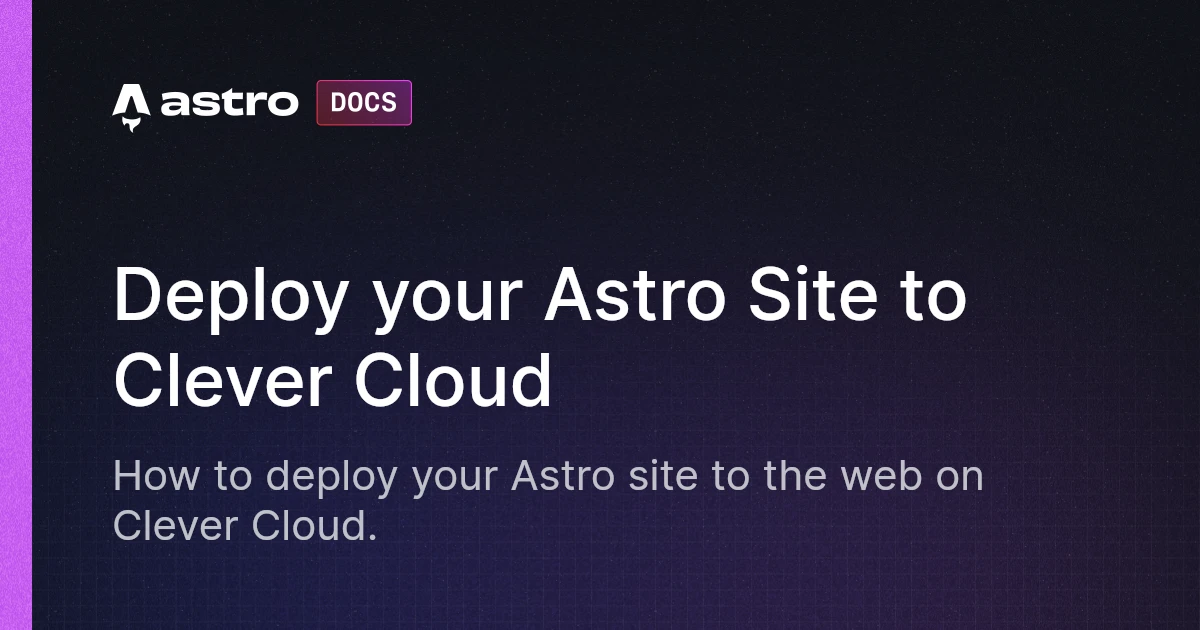 astro DOCS
Deploy your Astro Site to
Clever Cloud
How to deploy your Astro site to the web on
Clever Cloud.